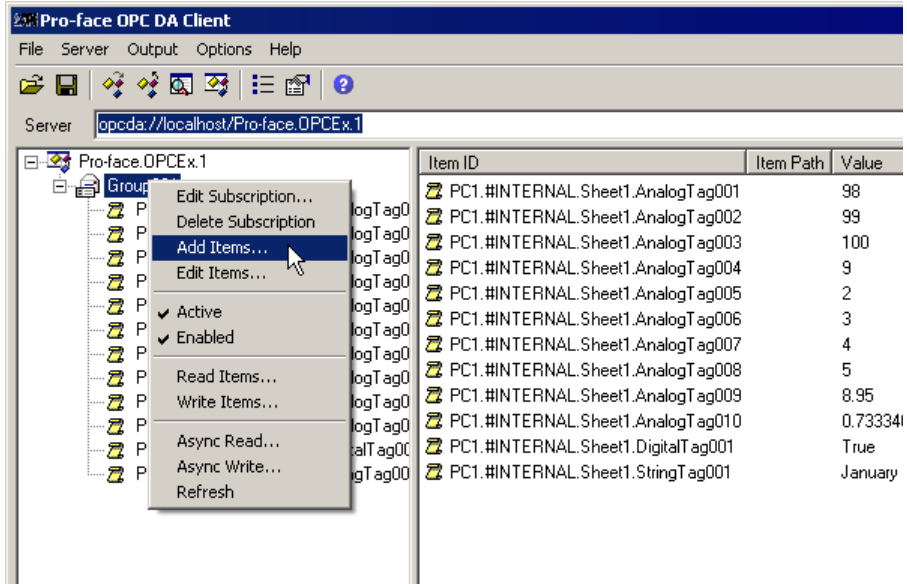 Pro-face OPC DA Client
File Server Output Options Help
Server opcda://localhost/Pro-face.OPCEx.1
Pro-face.OPCEx.1
Group
Edit Subscription...
Delete Subscription
Add Items...
Edit Items...
Active
Enabled
Read Items...
Write Items...
Async Read...
Async Write...
Refresh
Item ID Item Path Value
PC1.#INTERNAL.Sheet1.AnalogTag001 98
PC1.#INTERNAL.Sheet1.AnalogTag002 99
PC1.#INTERNAL.Sheet1.AnalogTag003 100
PC1.#INTERNAL.Sheet1.AnalogTag004 9
PC1.#INTERNAL.Sheet1.AnalogTag005 2
PC1.#INTERNAL.Sheet1.AnalogTag006 3
PC1.#INTERNAL.Sheet1.AnalogTag007 4
PC1.#INTERNAL.Sheet1.AnalogTag008 5
PC1.#INTERNAL.Sheet1.AnalogTag009 8.95
PC1.#INTERNAL.Sheet1.AnalogTag010 0.733340
PC1.#INTERNAL.Sheet1.DigitalTag001 True
PC1.#INTERNAL.Sheet1.StringTag001 January